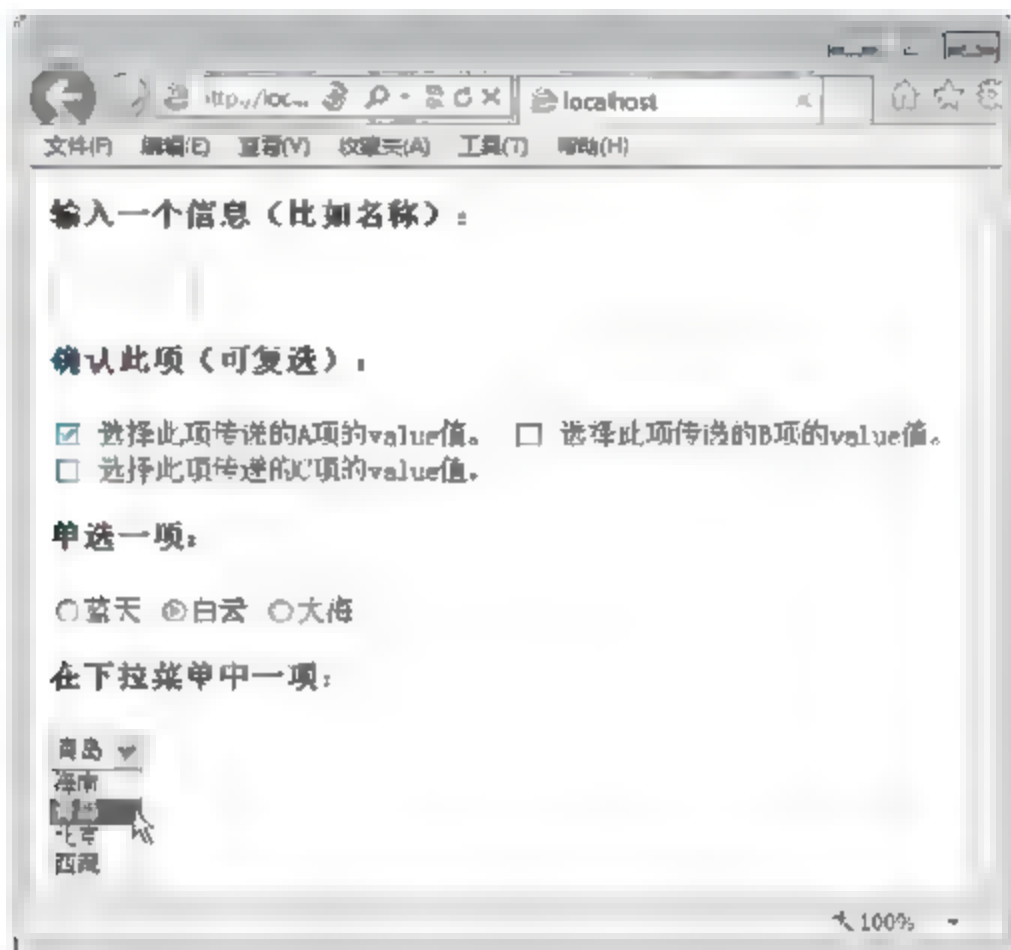 http://loc...
localhost
文件(F) 编辑(E) 查看(V) 收藏夹(A) 工具(T) 帮助(H)
输入一个信息（比如名称）：
确认此项（可复选）：
选择此项传递的A项的value值。 选择此项传递的B项的value值。
选择此项传递的C项的value值。
单选一项：
蓝天 白云 大海
在下拉菜单中一项：
青岛
海南
青岛
北京
西藏
100%